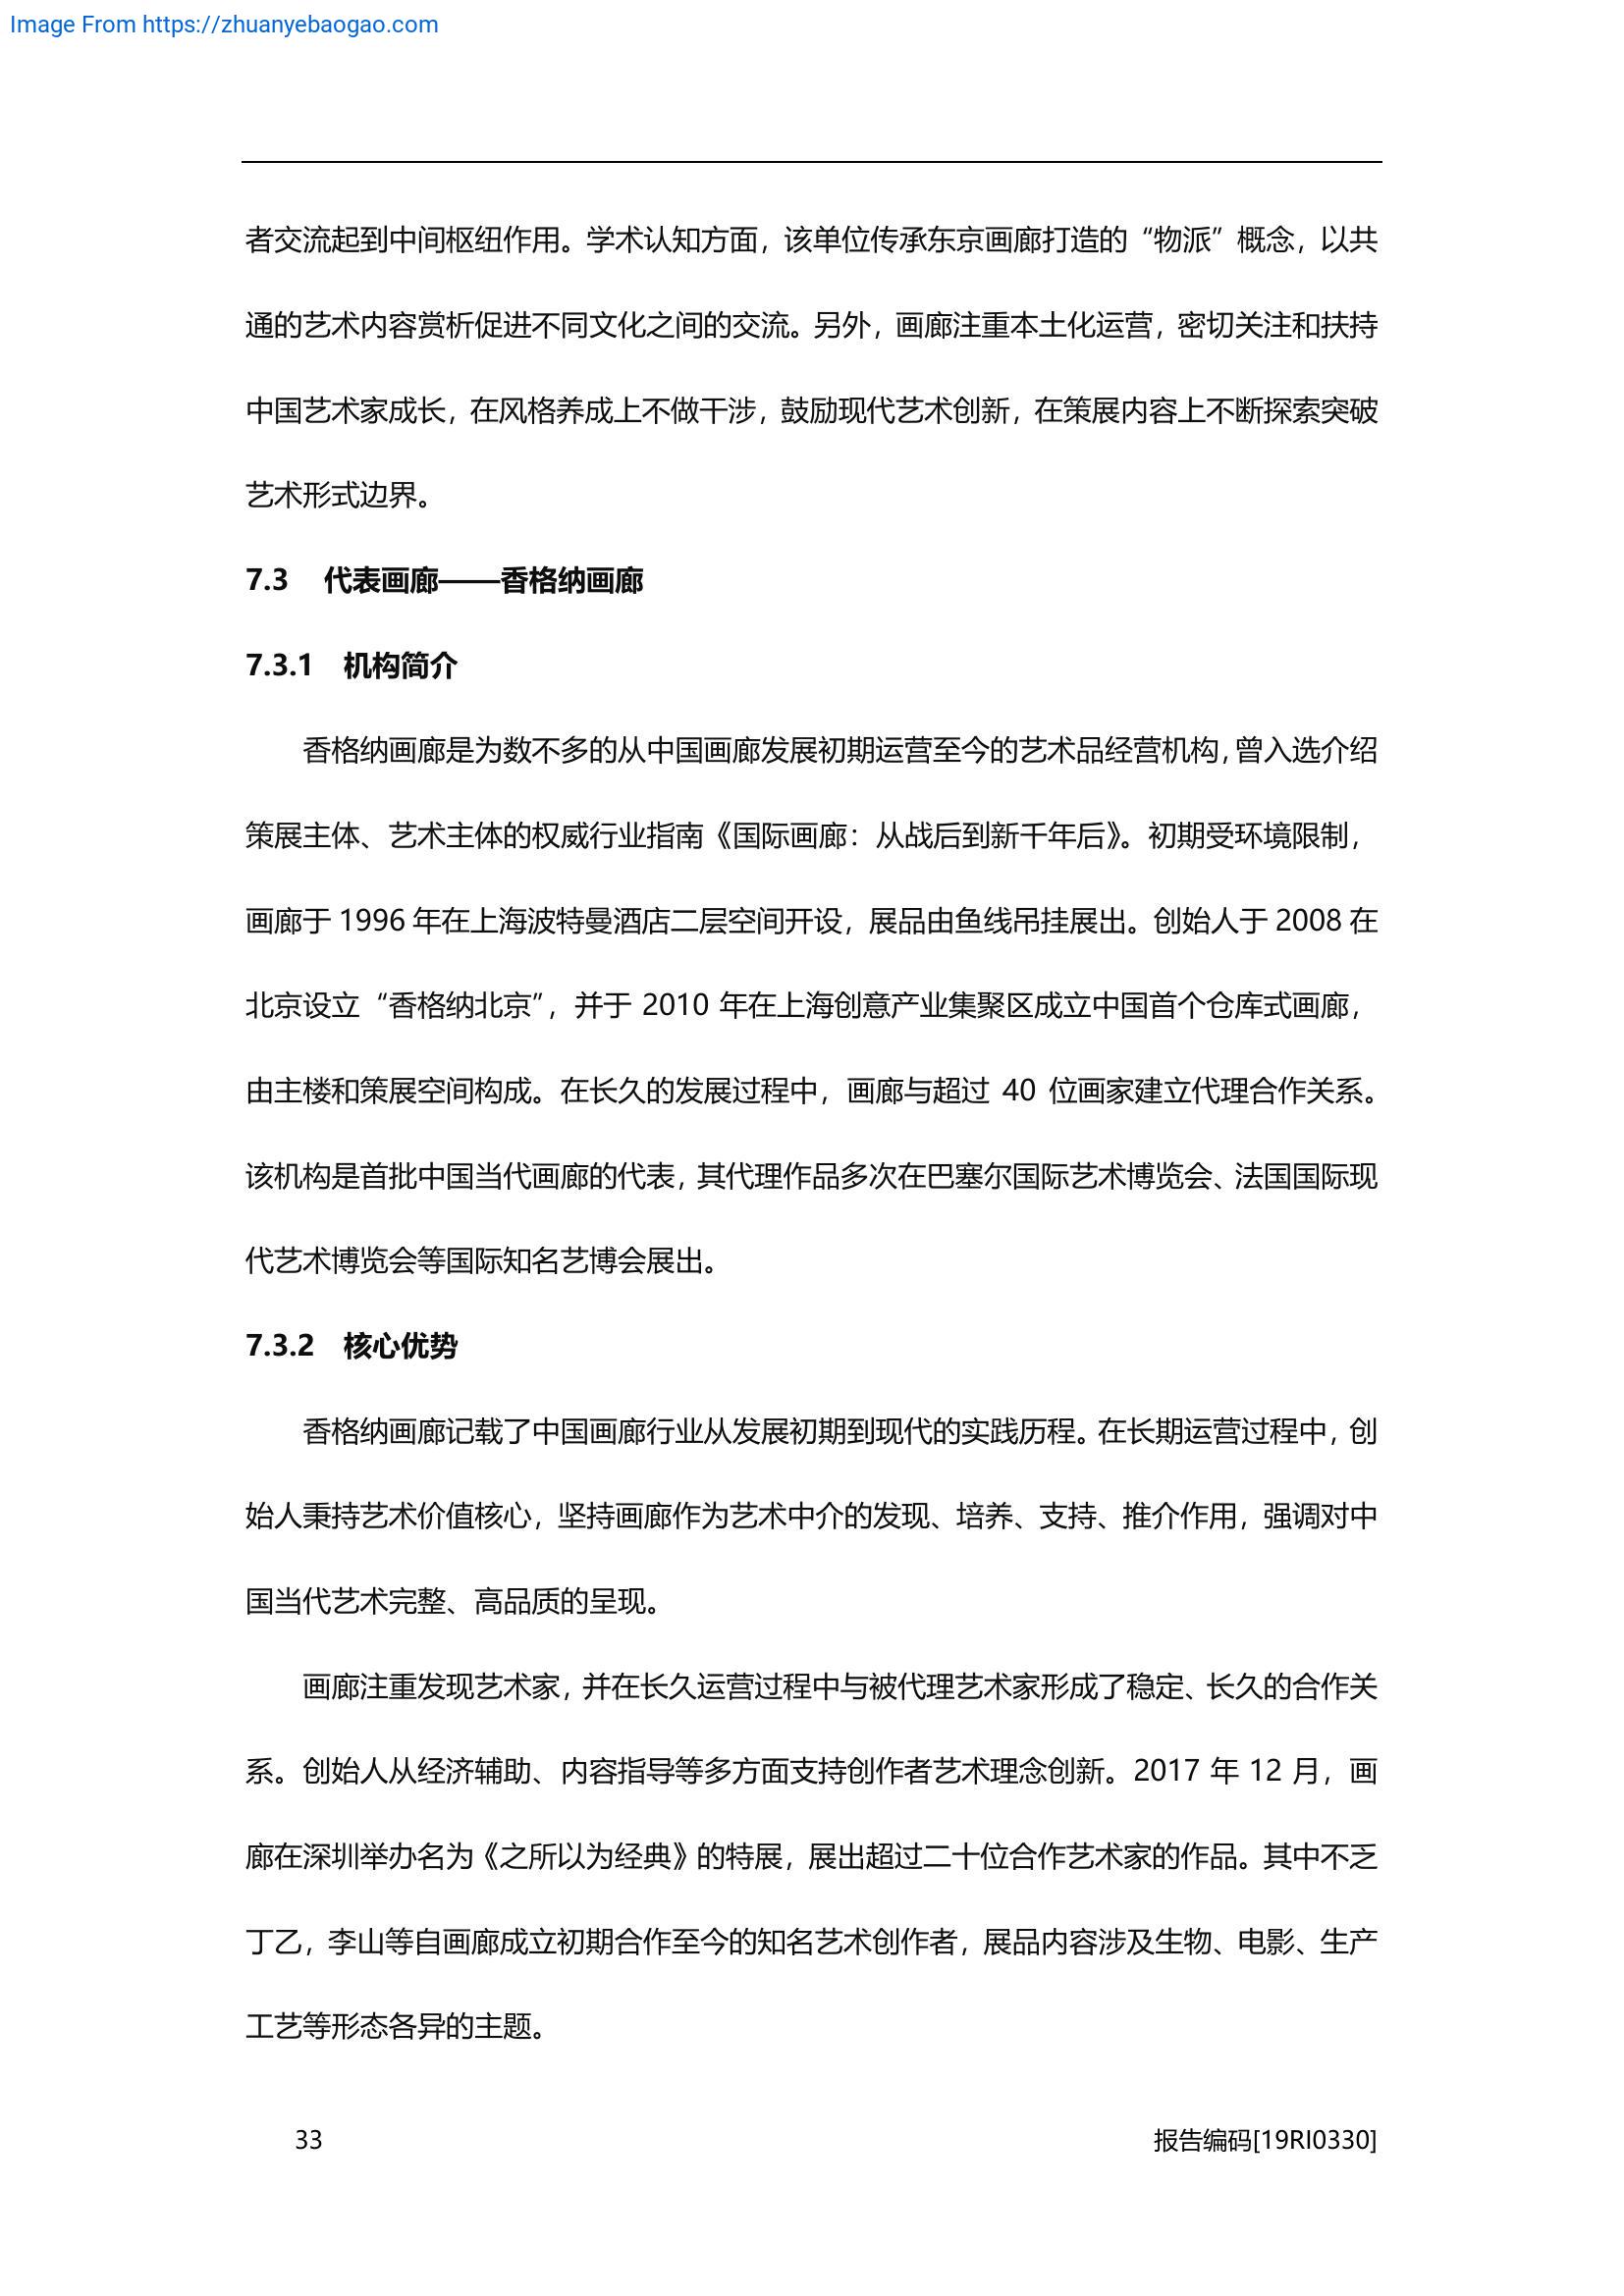 Image From https://zhuanyebaogao.com
者交流起到中间枢纽作用。学术认知方面，该单位传承东京画廊打造的“物派”概念，以共
通的艺术内容赏析促进不同文化之间的交流。另外，画廊注重本土化运营，密切关注和扶持
中国艺术家成长，在风格养成上不做干涉，鼓励现代艺术创新，在策展内容上不断探索突破
艺术形式边界。
7.3 代表画廊——香格纳画廊
7.3.1 机构简介
香格纳画廊是为数不多的从中国画廊发展初期运营至今的艺术品经营机构，曾入选介绍
策展主体、艺术主体的权威行业指南《国际画廊：从战后到新千年后》。初期受环境限制，
画廊于 1996 年在上海波特曼酒店二层空间开设，展品由鱼线吊挂展出。创始人于 2008 在
北京设立“香格纳北京”，并于 2010 年在上海创意产业集聚区成立中国首个仓库式画廊，
由主楼和策展空间构成。在长久的发展过程中，画廊与超过 40 位画家建立代理合作关系。
该机构是首批中国当代画廊的代表，其代理作品多次在巴塞尔国际艺术博览会、法国国际现
代艺术博览会等国际知名艺博会展出。
7.3.2 核心优势
香格纳画廊记载了中国画廊行业从发展初期到现代的实践历程。在长期运营过程中，创
始人秉持艺术价值核心，坚持画廊作为艺术中介的发现、培养、支持、推介作用，强调对中
国当代艺术完整、高品质的呈现。
画廊注重发现艺术家，并在长久运营过程中与被代理艺术家形成了稳定、长久的合作关
系。创始人从经济辅助、内容指导等多方面支持创作者艺术理念创新。2017 年 12 月，画
廊在深圳举办名为《之所以为经典》的特展，展出超过二十位合作艺术家的作品。其中不乏
丁乙，李山等自画廊成立初期合作至今的知名艺术创作者，展品内容涉及生物、电影、生产
工艺等形态各异的主题。
33 报告编码[19RI0330]